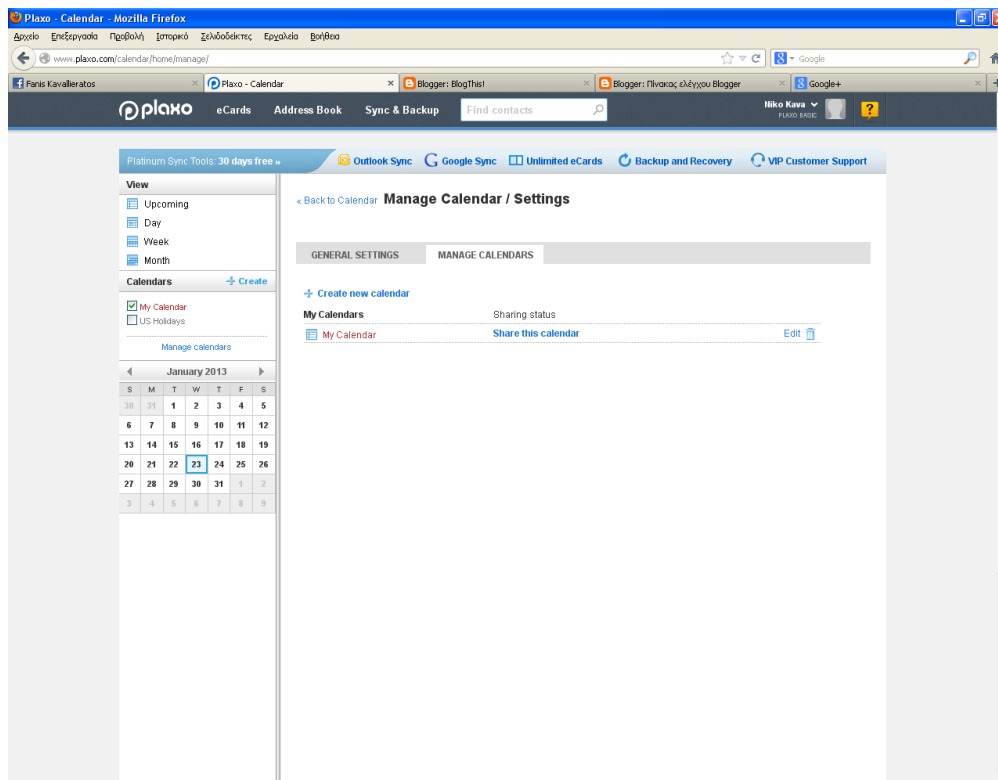 Plaxo - Calendar - Mozilla Firefox
Αρχείο Επεξεργασία Προβολή Ιστορικό Σελιδοδείκτες Εργαλεία Βοήθεια
www.plaxo.com/calendar/home/manage/ Google
Fanis Kavallieratos Plaxo - Calendar Blogger: BlogThis! Blogger: Πίνακας ελέγχου Blogger Google+
plaxo eCards Address Book Sync & Backup Find contacts Niko Kava
PLAXO BASIC
Platinum Sync Tools: 30 days free » Outlook Sync Google Sync Unlimited eCards Backup and Recovery VIP Customer Support
View
Upcoming
Day
Week
Month
Calendars Create
My Calendar
US Holidays
Manage calendars
January 2013
S M T W T F S
30 31 1 2 3 4 5
6 7 8 9 10 11 12
13 14 15 16 17 18 19
20 21 22 23 24 25 26
27 28 29 30 31 1 2
3 4 5 6 7 8 9
« Back to Calendar Manage Calendar / Settings
GENERAL SETTINGS MANAGE CALENDARS
Create new calendar
My Calendars Sharing status
My Calendar Share this calendar Edit